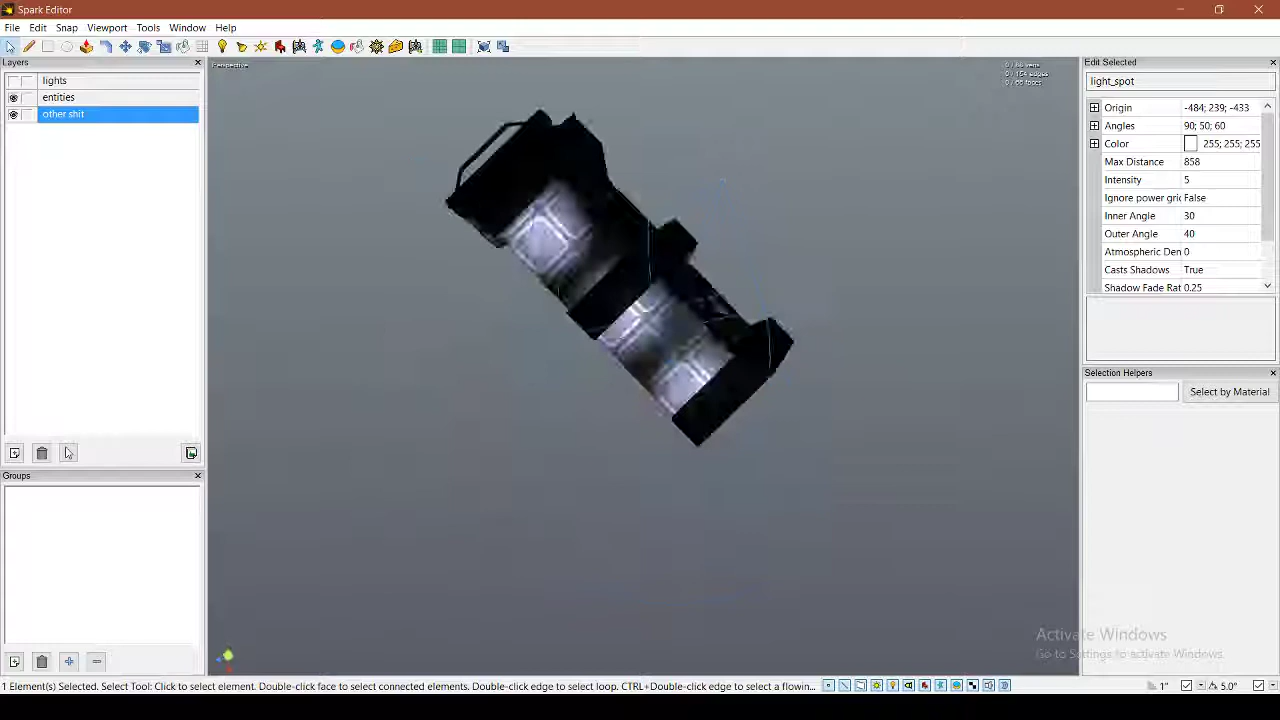 Spark Editor
File Edit Snap Viewport Tools Window Help
Layers
lights
entities
other shit
Groups
Perspective
Edit Selected
light_spot
Origin -484; 239; -433
Angles 90; 50; 60
Color 255; 255; 255
Max Distance 858
Intensity 5
Ignore power gri False
Inner Angle 30
Outer Angle 40
Atmospheric Den 0
Casts Shadows True
Shadow Fade Rat 0.25
Selection Helpers
Select by Material
Activate Windows
Go to Settings to activate Windows.
1 Element(s) Selected. Select Tool: Click to select element. Double-click face to select connected elements. Double-click edge to select loop. CTRL+Double-click edge to select a flowin...
1"
5.0°